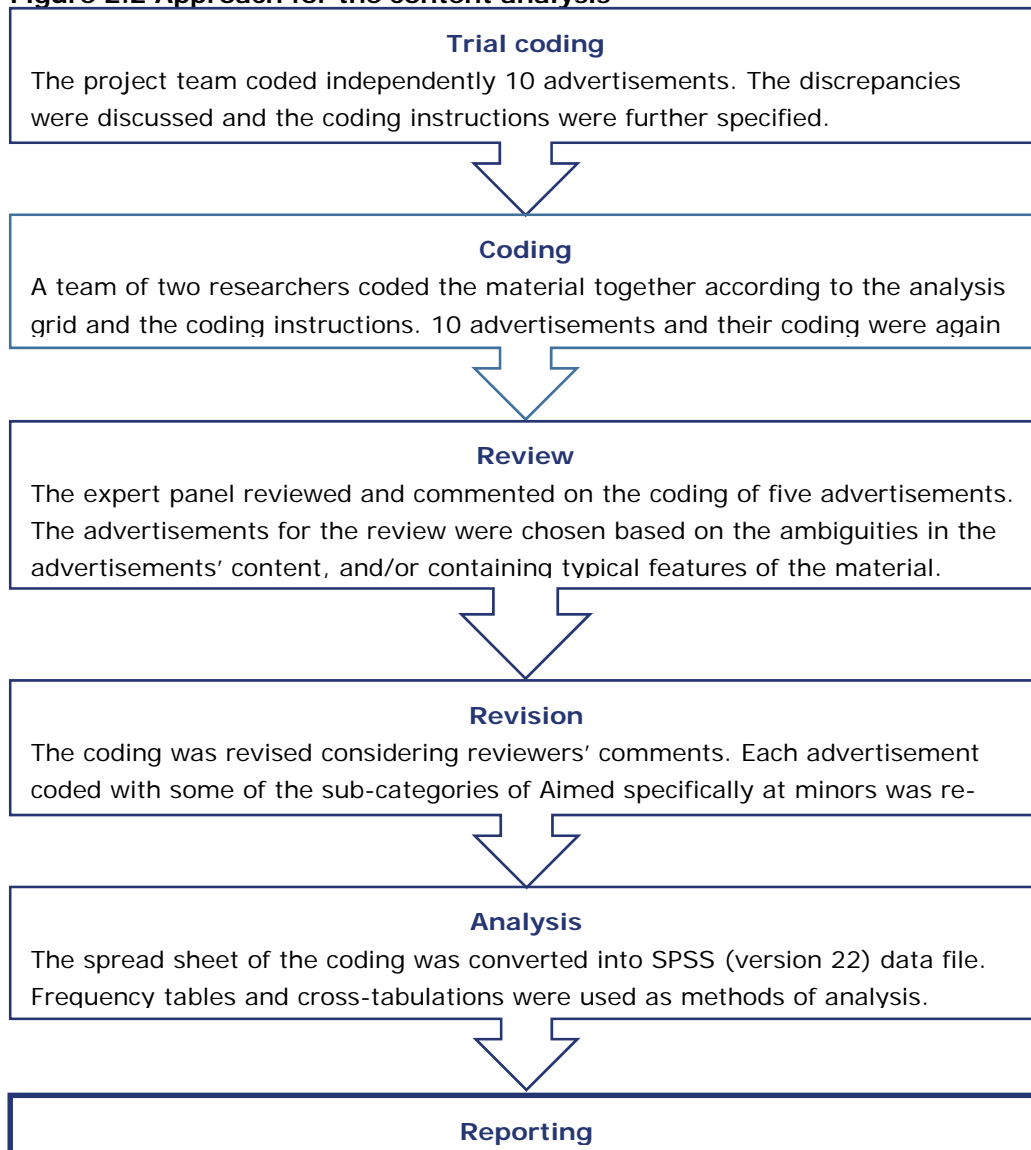 Figure 2.2 Approach for the content analysis
Trial coding
The project team coded independently 10 advertisements. The discrepancies
were discussed and the coding instructions were further specified.
Coding
A team of two researchers coded the material together according to the analysis
grid and the coding instructions. 10 advertisements and their coding were again
Review
The expert panel reviewed and commented on the coding of five advertisements.
The advertisements for the review were chosen based on the ambiguities in the
advertisements’ content, and/or containing typical features of the material.
Revision
The coding was revised considering reviewers’ comments. Each advertisement
coded with some of the sub-categories of Aimed specifically at minors was re-
Analysis
The spread sheet of the coding was converted into SPSS (version 22) data file.
Frequency tables and cross-tabulations were used as methods of analysis.
Reporting